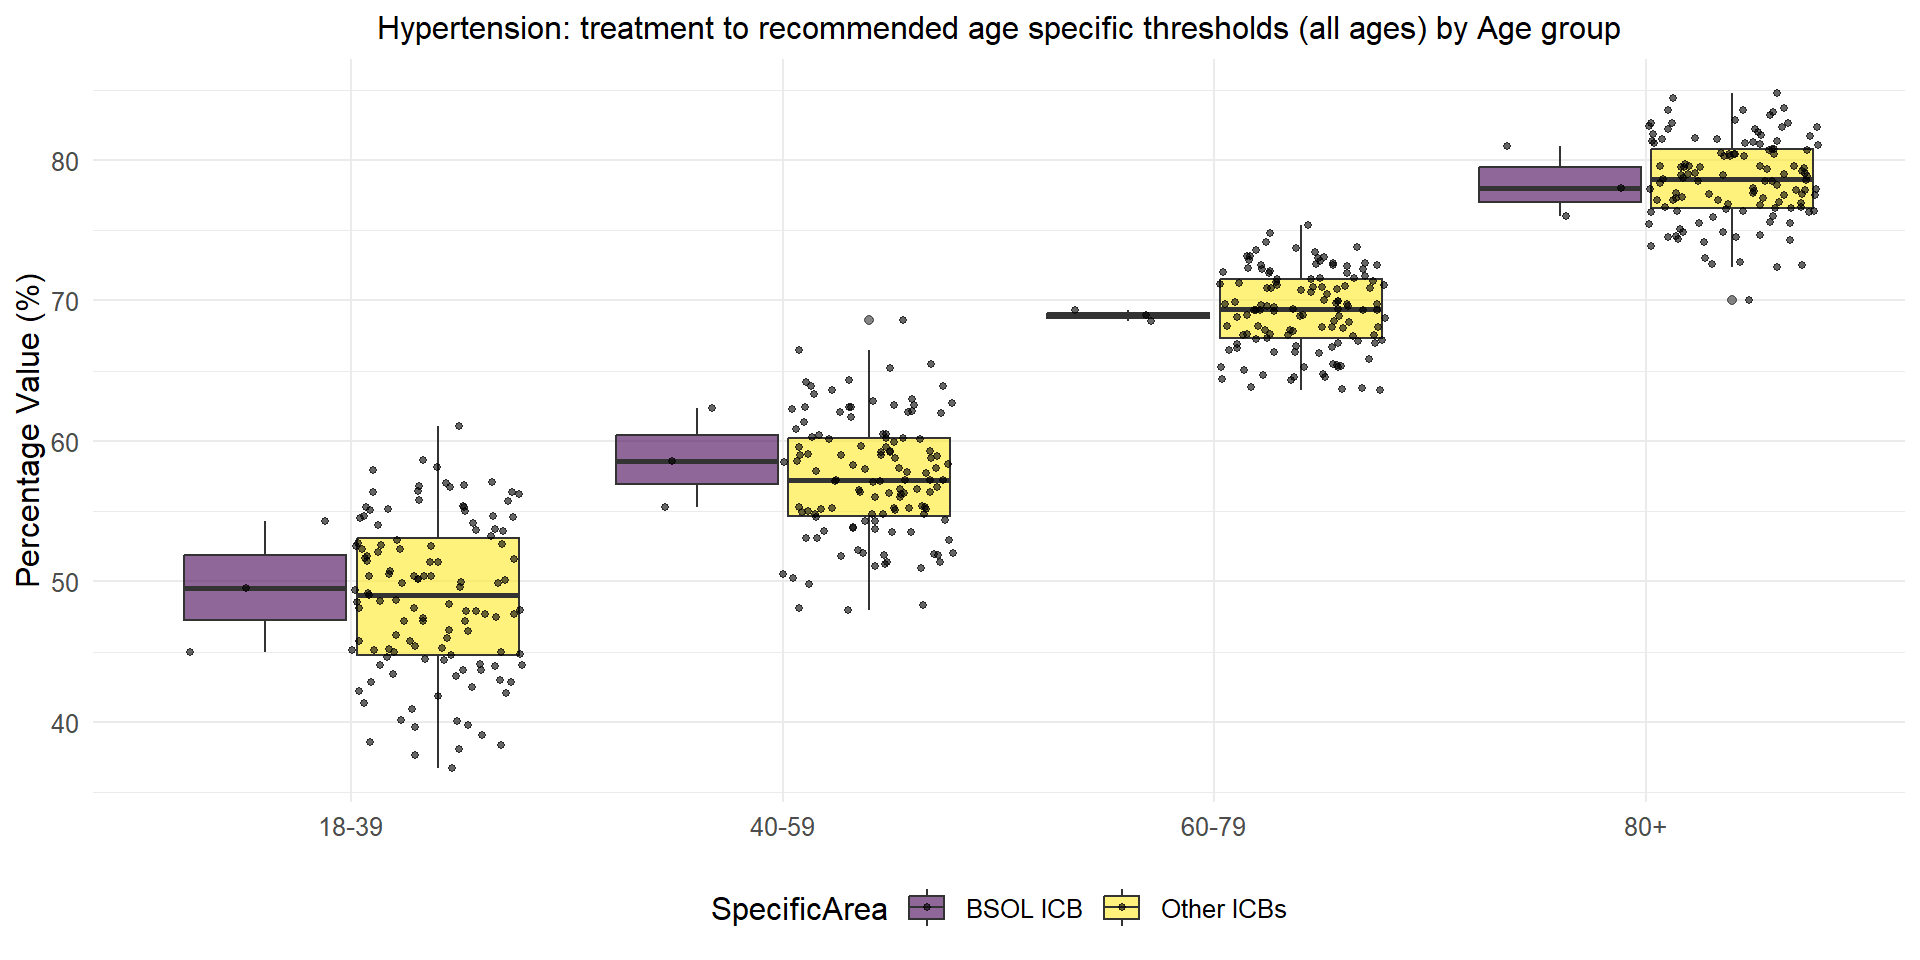 Hypertension: treatment to recommended age specific thresholds (all ages) by Age group
Percentage Value (%)
80
70
60
50
40
18-39 40-59 60-79 80+
SpecificArea BSOL ICB Other ICBs